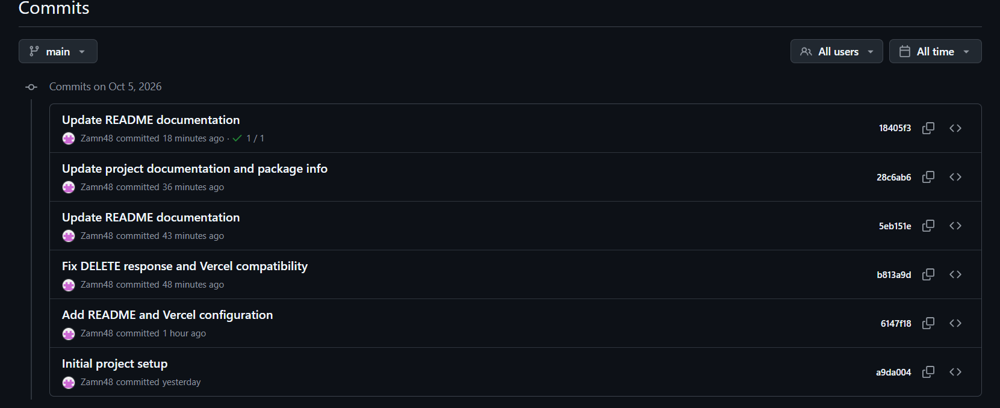 Commits
main
All users
All time
Commits on Oct 5, 2026
Update README documentation
Zamn48 committed 18 minutes ago · 1 / 1
18405f3
Update project documentation and package info
Zamn48 committed 36 minutes ago
28c6ab6
Update README documentation
Zamn48 committed 43 minutes ago
5eb151e
Fix DELETE response and Vercel compatibility
Zamn48 committed 48 minutes ago
b813a9d
Add README and Vercel configuration
Zamn48 committed 1 hour ago
6147f18
Initial project setup
Zamn48 committed yesterday
a9da004